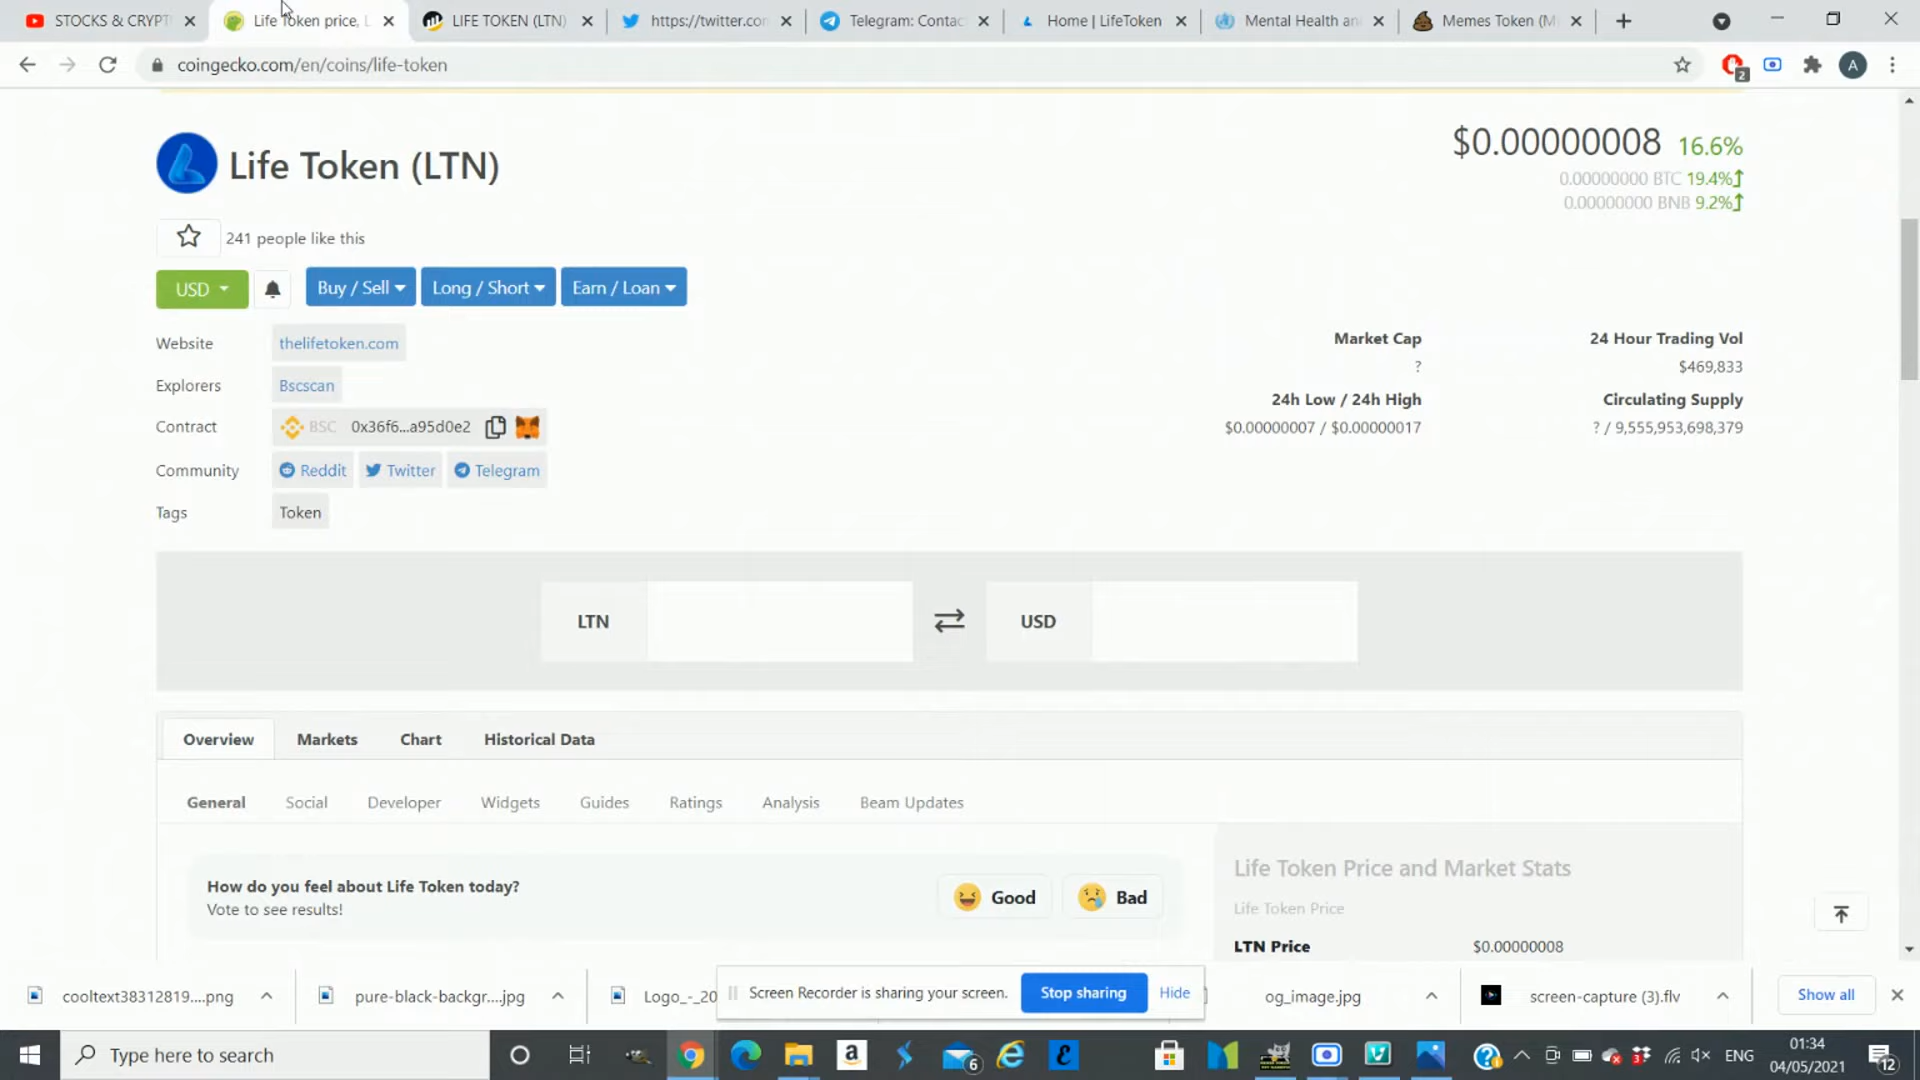 STOCKS & CRYPT
Life Token price, L
LIFE TOKEN (LTN)
https://twitter.con
Telegram: Contac
Home | LifeToken
Mental Health an
Memes Token (M
coingecko.com/en/coins/life-token
2
A
Life Token (LTN)
$0.00000008 16.6%
0.00000000 BTC 19.4%
0.00000000 BNB 9.2%
241 people like this
USD
Buy / Sell
Long / Short
Earn / Loan
Website
thelifetoken.com
Explorers
Bscscan
Contract
BSC 0x36f6...a95d0e2
Community
Reddit
Twitter
Telegram
Tags
Token
Market Cap
?
24 Hour Trading Vol
$469,833
24h Low / 24h High
$0.00000007 / $0.00000017
Circulating Supply
? / 9,555,953,698,379
LTN
USD
Overview
Markets
Chart
Historical Data
General
Social
Developer
Widgets
Guides
Ratings
Analysis
Beam Updates
How do you feel about Life Token today?
Vote to see results!
Good
Bad
Life Token Price and Market Stats
Life Token Price
LTN Price
$0.00000008
cooltext38312819....png
pure-black-backgr....jpg
Logo_-_20
Screen Recorder is sharing your screen.
Stop sharing
Hide
og_image.jpg
screen-capture (3).flv
Show all
Type here to search
6
ENG
01:34
04/05/2021
12